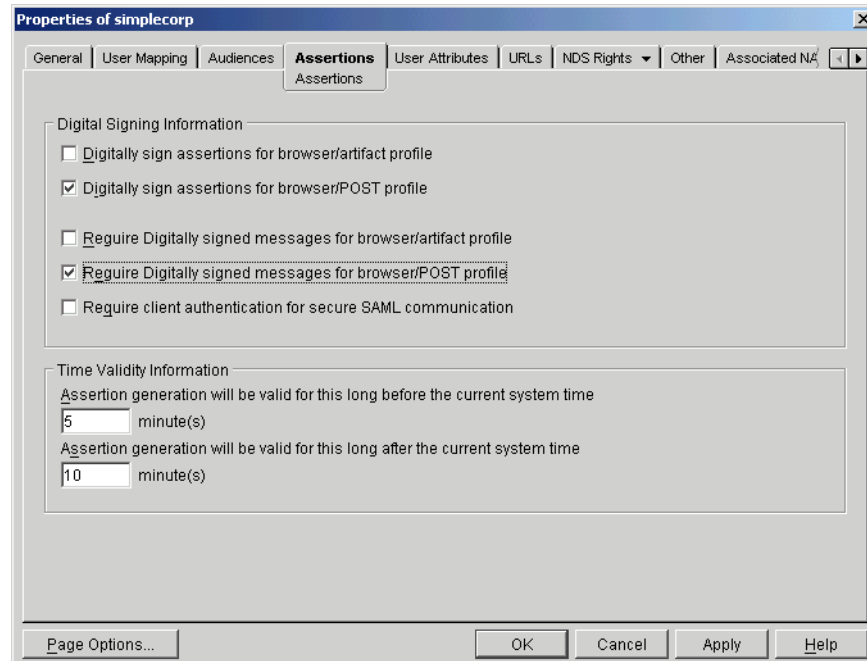 Properties of simplecorp
General User Mapping Audiences Assertions User Attributes URLs NDS Rights Other Associated NA
Assertions
Digital Signing Information
Digitally sign assertions for browser/artifact profile
Digitally sign assertions for browser/POST profile
Require Digitally signed messages for browser/artifact profile
Require Digitally signed messages for browser/POST profile
Require client authentication for secure SAML communication
Time Validity Information
Assertion generation will be valid for this long before the current system time
5 minute(s)
Assertion generation will be valid for this long after the current system time
10 minute(s)
Page Options... OK Cancel Apply Help